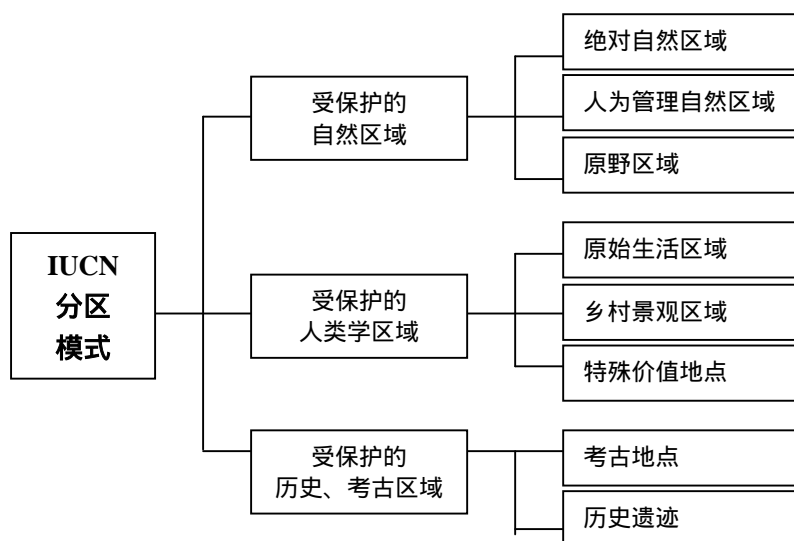 IUCN
分区
模式
受保护的
自然区域
绝对自然区域
人为管理自然区域
原野区域
受保护的
人类学区域
原始生活区域
乡村景观区域
特殊价值地点
受保护的
历史、考古区域
考古地点
历史遗迹